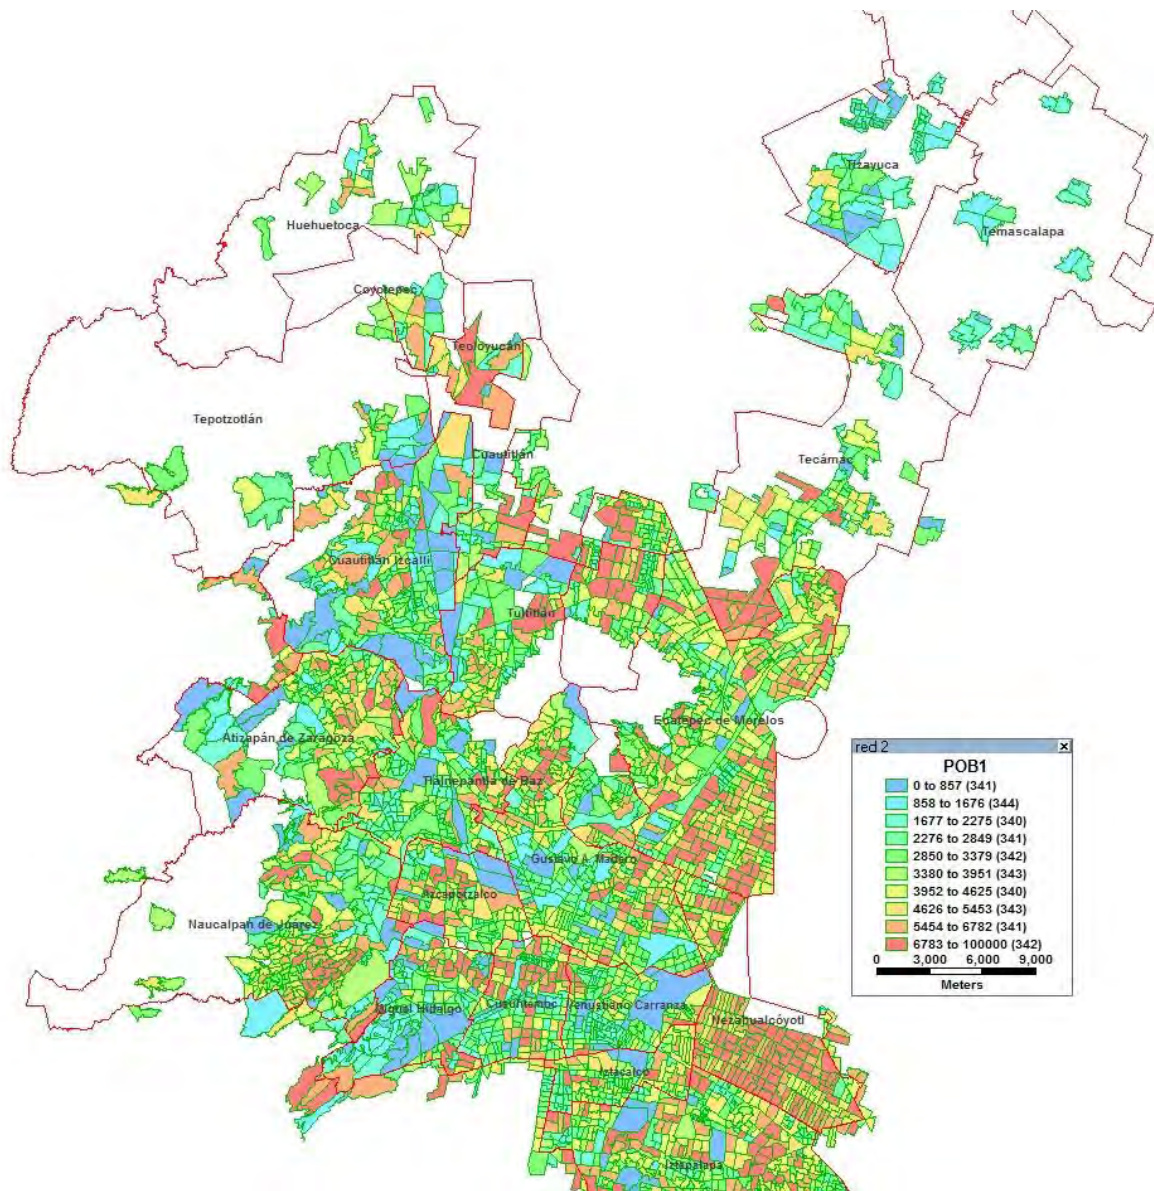 Tizayuca
Huehuetoca
Temascalapa
Coyotepec
Teoloyucán
Tepotzotlán
Cuautitlán
Tecámac
Cuautitlán Izcalli
Tultitlán
Ecatepec de Morelos
Atizapán de Zaragoza
red 2
POB1
Tlalnepantla de Baz
0 to 857 (341)
858 to 1676 (344)
1677 to 2275 (340)
2276 to 2849 (341)
2850 to 3379 (342)
3380 to 3951 (343)
3952 to 4625 (340)
4626 to 5453 (343)
5454 to 6782 (341)
6783 to 100000 (342)
0 3,000 6,000 9,000
Meters
Gustavo A. Madero
Azcapotzalco
Naucalpan de Júarez
Miguel Hidalgo
Cuauhtémoc
Venustiano Carranza
Nezahualcóyotl
Iztacalco
Iztapalapa